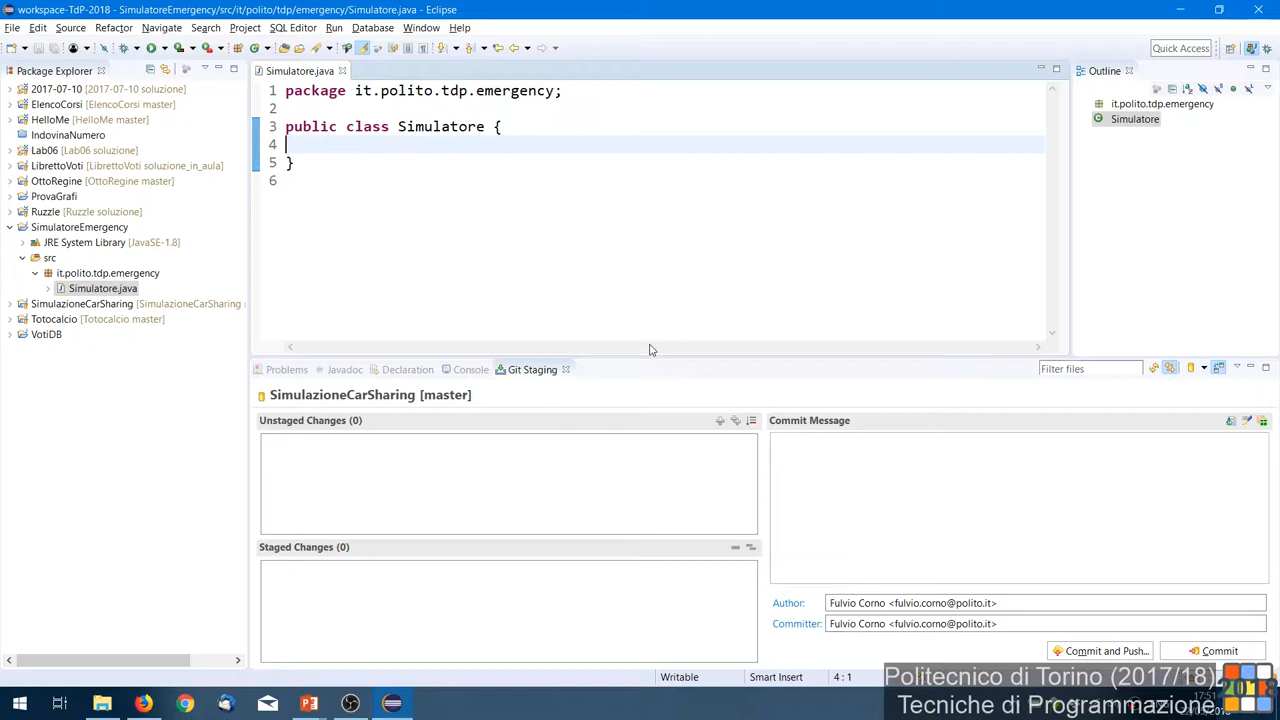 workspace-TdP-2018 - SimulatoreEmergency/src/it/polito/tdp/emergency/Simulatore.java - Eclipse
File Edit Source Refactor Navigate Search Project SQL Editor Run Database Window Help
Quick Access
Package Explorer
2017-07-10 [soluzione]
ElencoCorsi [ElencoCorsi master]
HelloMe [HelloMe master]
IndovinaNumero
Lab06 [Lab06 soluzione]
LibrettoVoti [LibrettoVoti soluzione_in_aula]
OttoRegine [OttoRegine master]
ProvaGrafi
Ruzzle [Ruzzle soluzione]
SimulatoreEmergency
JRE System Library [JavaSE-1.8]
src
it.polito.tdp.emergency
Simulatore.java
SimulazioneCarSharing [SimulazioneCarSharing
Totocalcio [Totocalcio master]
VotiDB
Simulatore.java
1 package it.polito.tdp.emergency;
2
3 public class Simulatore {
4
5 }
6
Outline
it.polito.tdp.emergency
Simulatore
Problems Javadoc Declaration Console Git Staging
Filter files
SimulazioneCarSharing [master]
Unstaged Changes (0)
Staged Changes (0)
Commit Message
Author: Fulvio Corno <fulvio.corno@polito.it>
Committer: Fulvio Corno <fulvio.corno@polito.it>
Commit and Push... Commit
Writable Smart Insert 4 : 1
Politecnico di Torino (2017/18)
Tecniche di Programmazione
2018
17:51